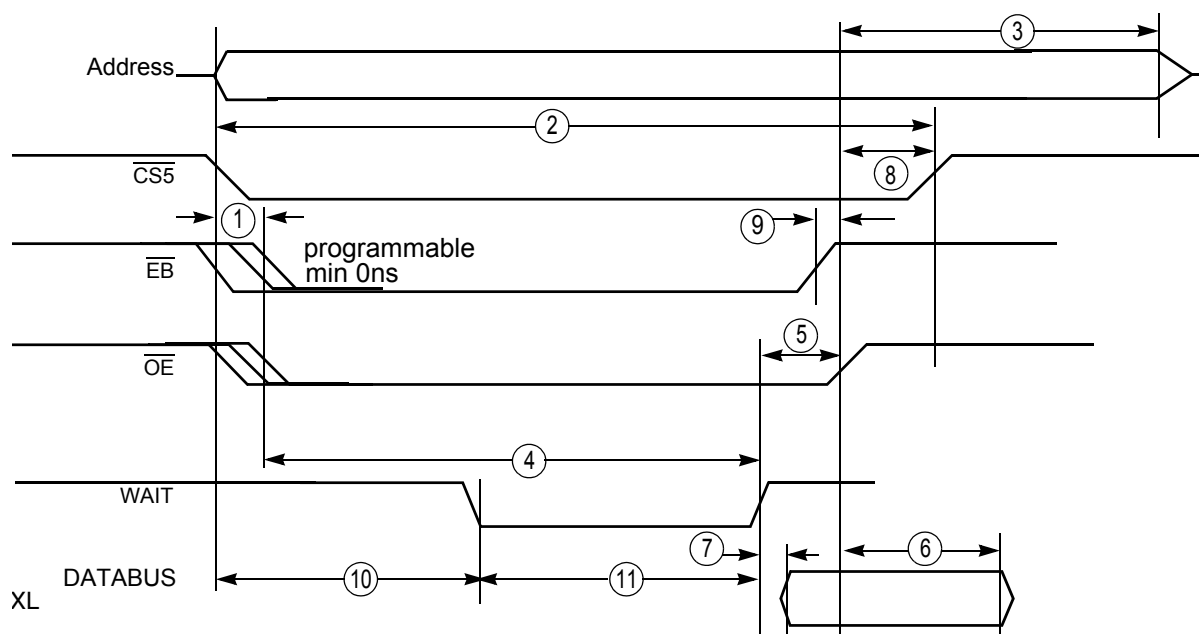 3
Address
2
CS5
8
1
9
programmable
min 0ns
EB
5
OE
4
WAIT
7
6
DATABUS
10
11
XL